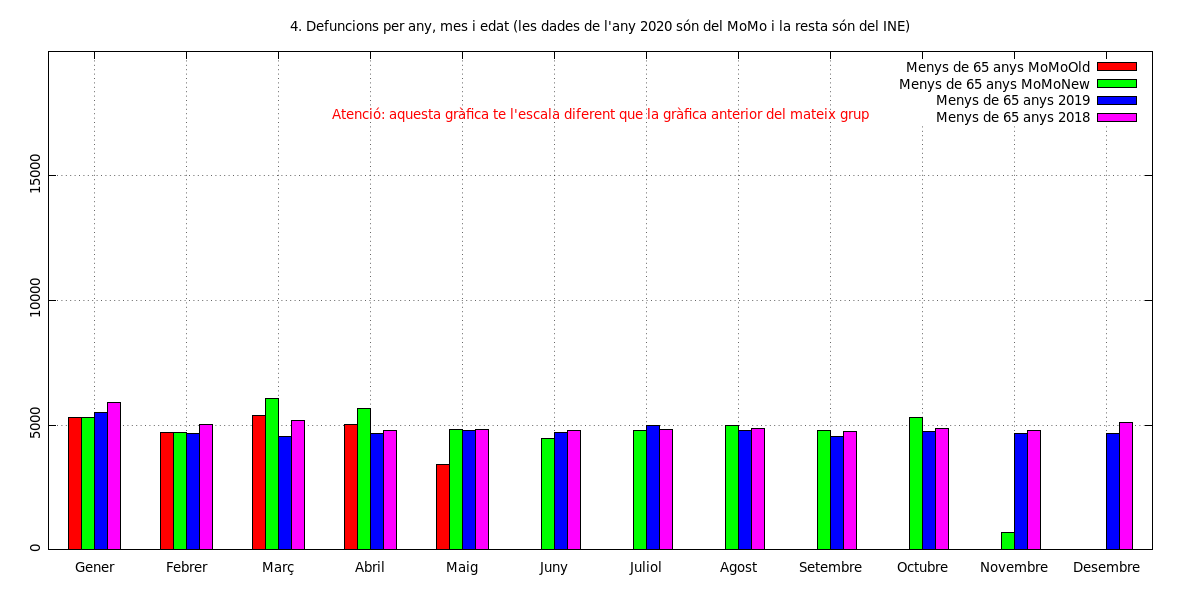 4. Defuncions per any, mes i edat (les dades de l'any 2020 són del MoMo i la resta són del INE)
Menys de 65 anys MoMoOld
Menys de 65 anys MoMoNew
Menys de 65 anys 2019
Menys de 65 anys 2018
Atenció: aquesta gràfica te l'escala diferent que la gràfica anterior del mateix grup
15000
10000
5000
0
Gener Febrer Març Abril Maig Juny Juliol Agost Setembre Octubre Novembre Desembre